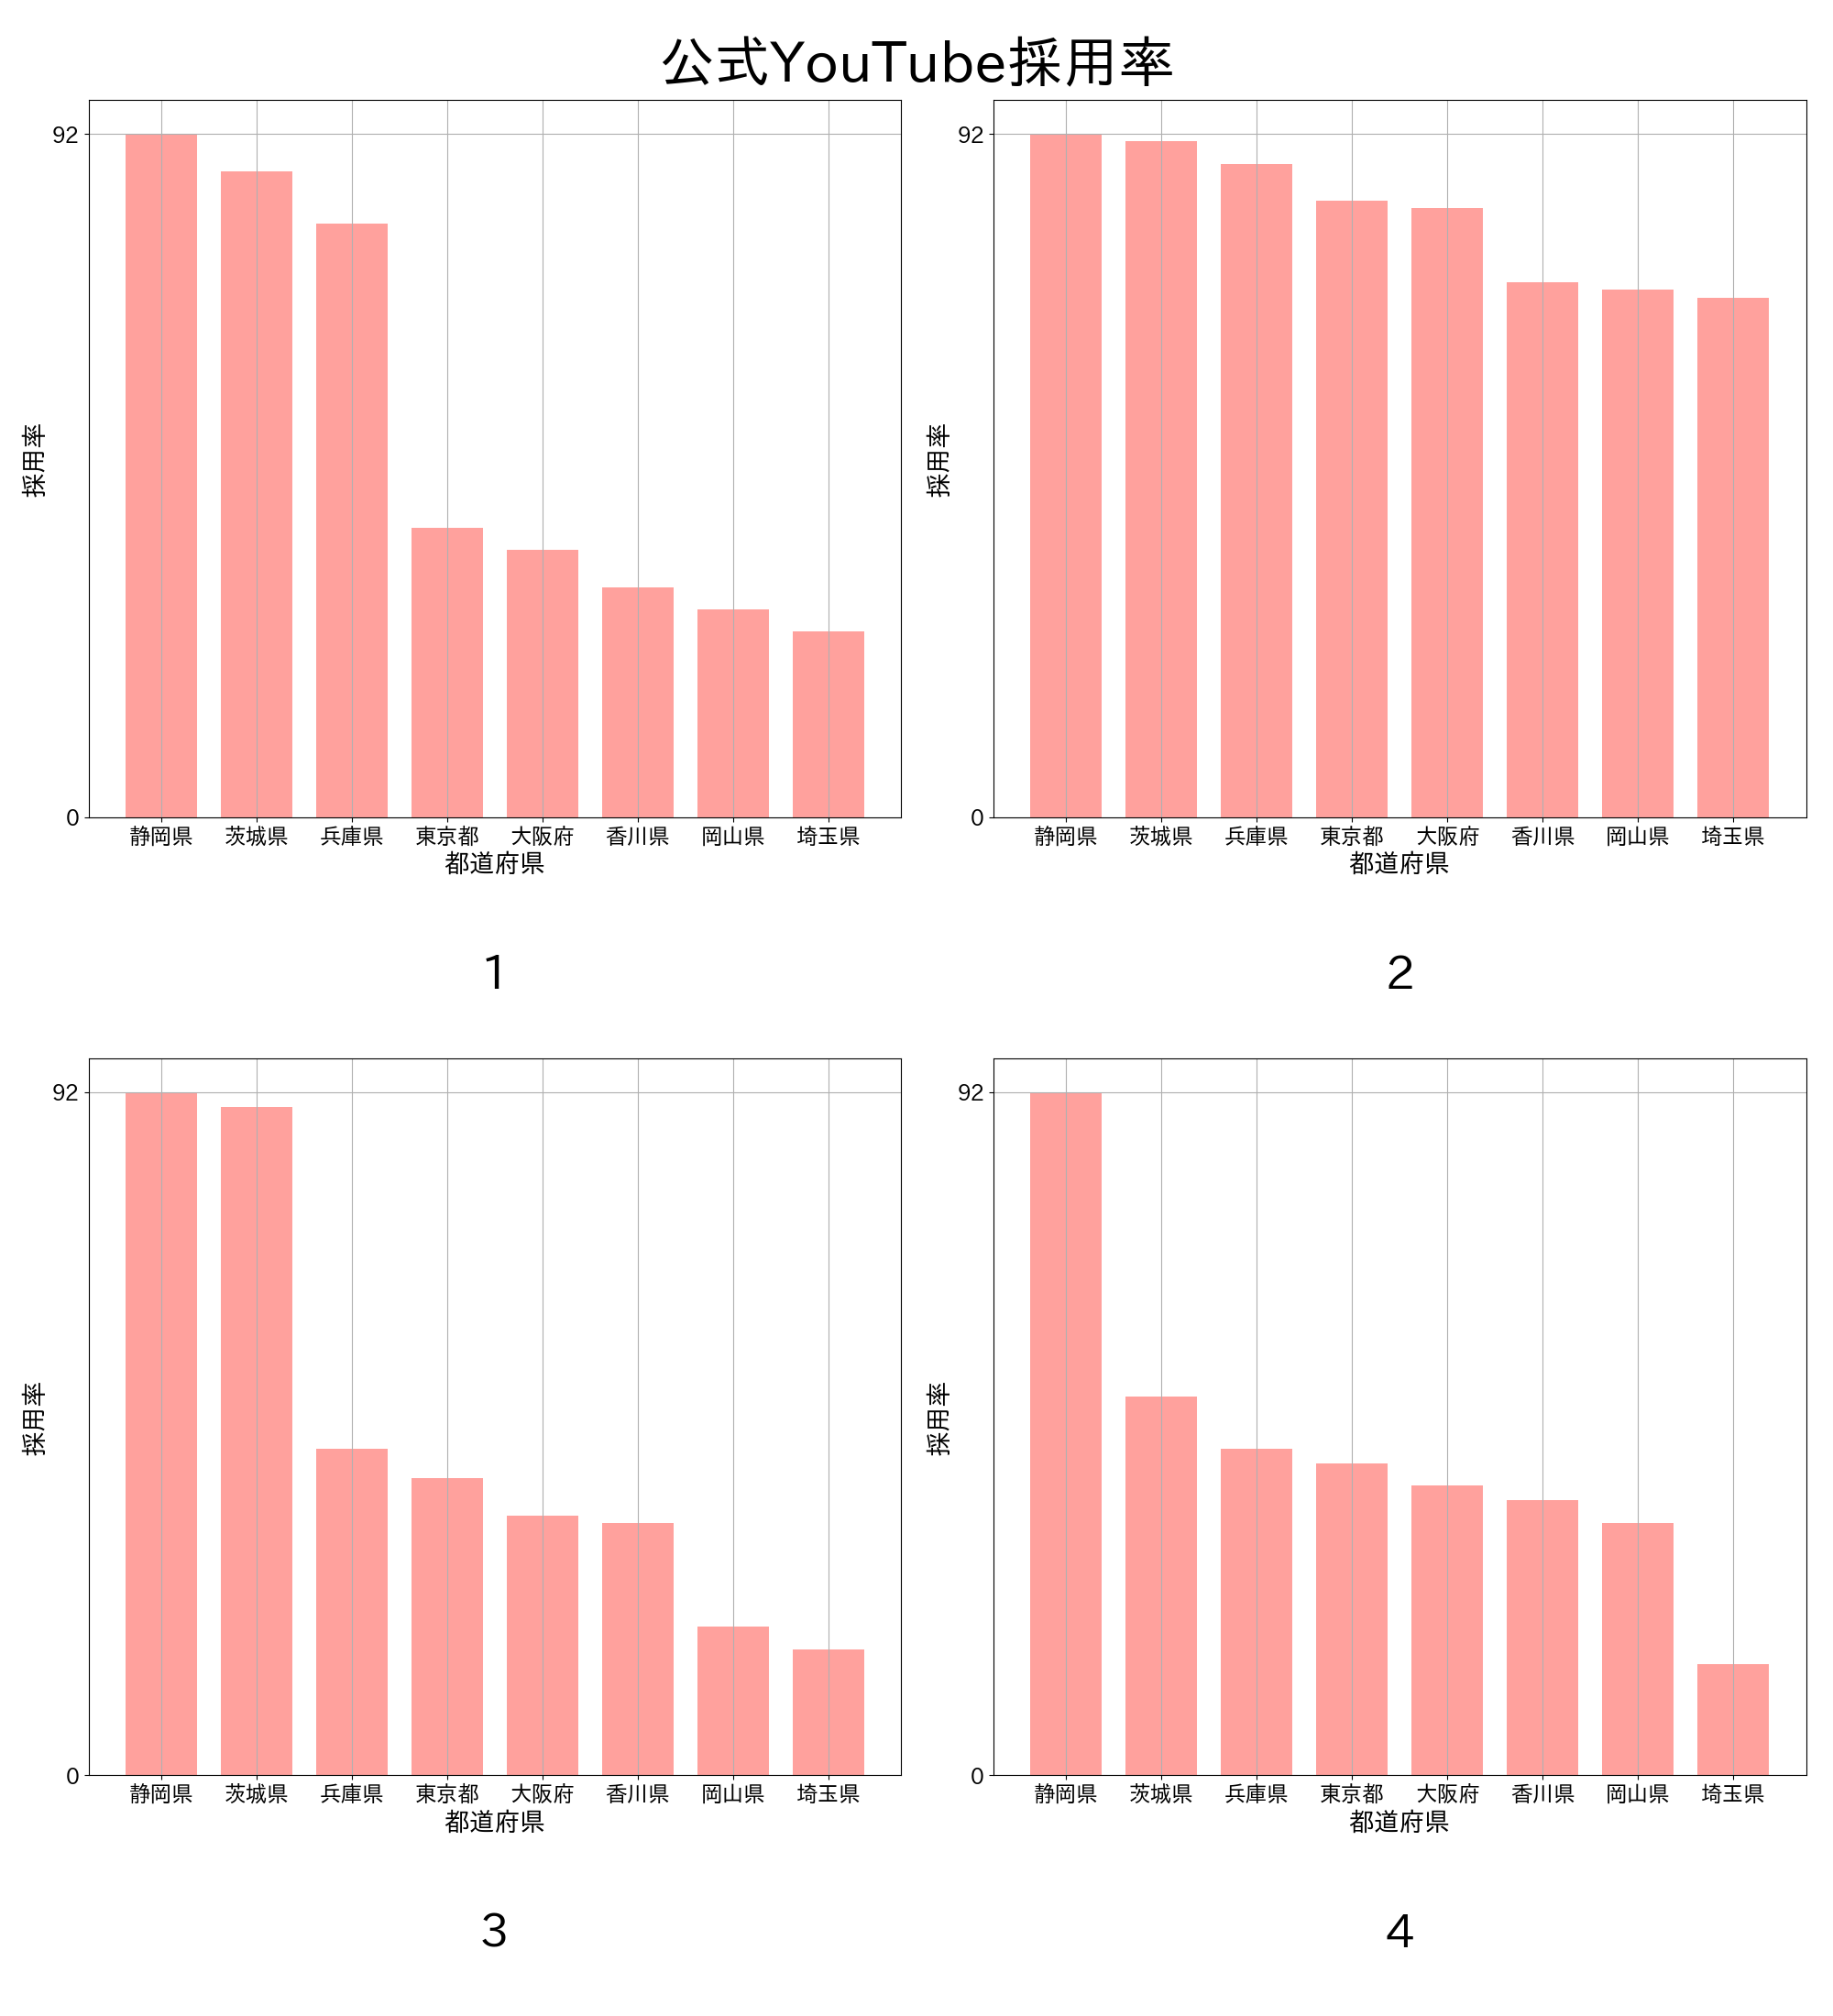 公式YouTube採用率
92
採用率
0
静岡県 茨城県 兵庫県 東京都 大阪府 香川県 岡山県 埼玉県
都道府県
1
92
採用率
0
静岡県 茨城県 兵庫県 東京都 大阪府 香川県 岡山県 埼玉県
都道府県
2
92
採用率
0
静岡県 茨城県 兵庫県 東京都 大阪府 香川県 岡山県 埼玉県
都道府県
3
92
採用率
0
静岡県 茨城県 兵庫県 東京都 大阪府 香川県 岡山県 埼玉県
都道府県
4